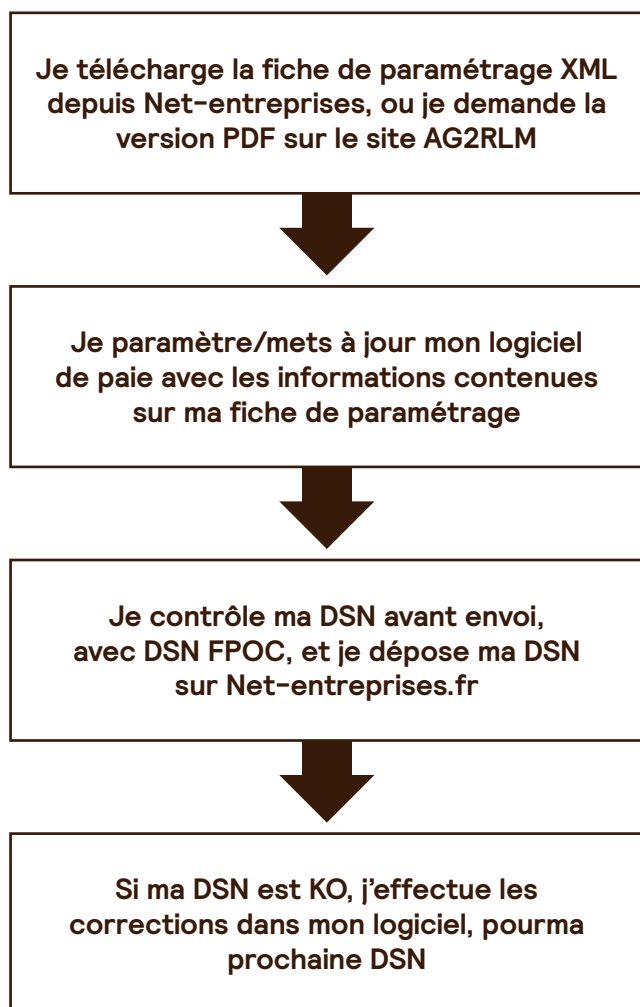 Je télécharge la fiche de paramétrage XML
depuis Net-entreprises, ou je demande la
version PDF sur le site AG2RLM
Je paramètre/mets à jour mon logiciel
de paie avec les informations contenues
sur ma fiche de paramétrage
Je contrôle ma DSN avant envoi,
avec DSN FPOC, et je dépose ma DSN
sur Net-entreprises.fr
Si ma DSN est KO, j'effectue les
corrections dans mon logiciel, pourma
prochaine DSN